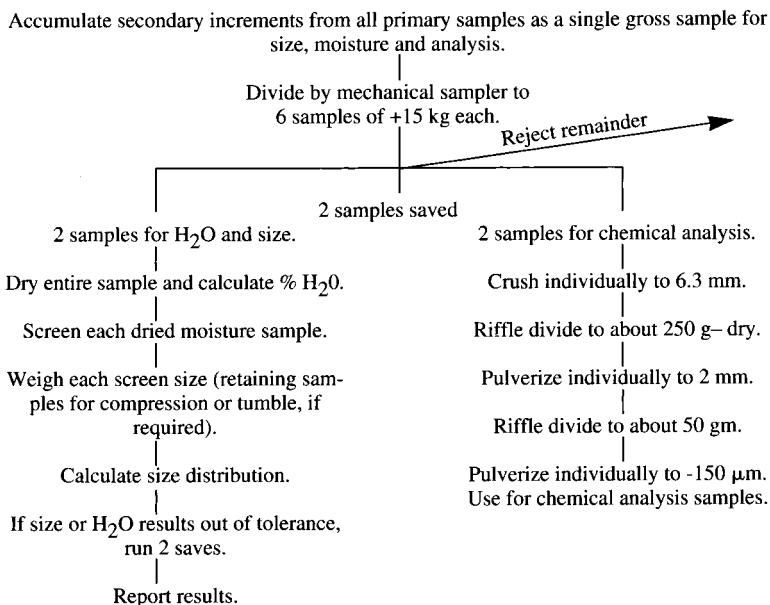 Accumulate secondary increments from all primary samples as a single gross sample for
size, moisture and analysis.
Divide by mechanical sampler to
6 samples of +15 kg each.
Reject remainder
2 samples saved
2 samples for H2O and size.
Dry entire sample and calculate % H20.
Screen each dried moisture sample.
Weigh each screen size (retaining sam-
ples for compression or tumble, if
required).
Calculate size distribution.
If size or H2O results out of tolerance,
run 2 saves.
Report results.
2 samples for chemical analysis.
Crush individually to 6.3 mm.
Riffle divide to about 250 g– dry.
Pulverize individually to 2 mm.
Riffle divide to about 50 gm.
Pulverize individually to -150 µm.
Use for chemical analysis samples.